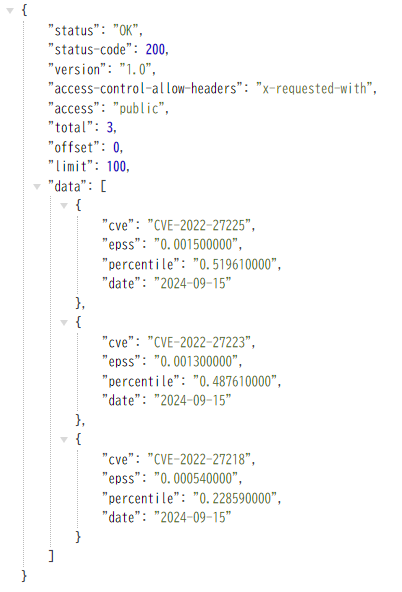 {
"status": "OK",
"status-code": 200,
"version": "1.0",
"access-control-allow-headers": "x-requested-with",
"access": "public",
"total": 3,
"offset": 0,
"limit": 100,
"data": [
{
"cve": "CVE-2022-27225",
"epss": "0.001500000",
"percentile": "0.519610000",
"date": "2024-09-15"
},
{
"cve": "CVE-2022-27223",
"epss": "0.001300000",
"percentile": "0.487610000",
"date": "2024-09-15"
},
{
"cve": "CVE-2022-27218",
"epss": "0.000540000",
"percentile": "0.228590000",
"date": "2024-09-15"
}
]
}